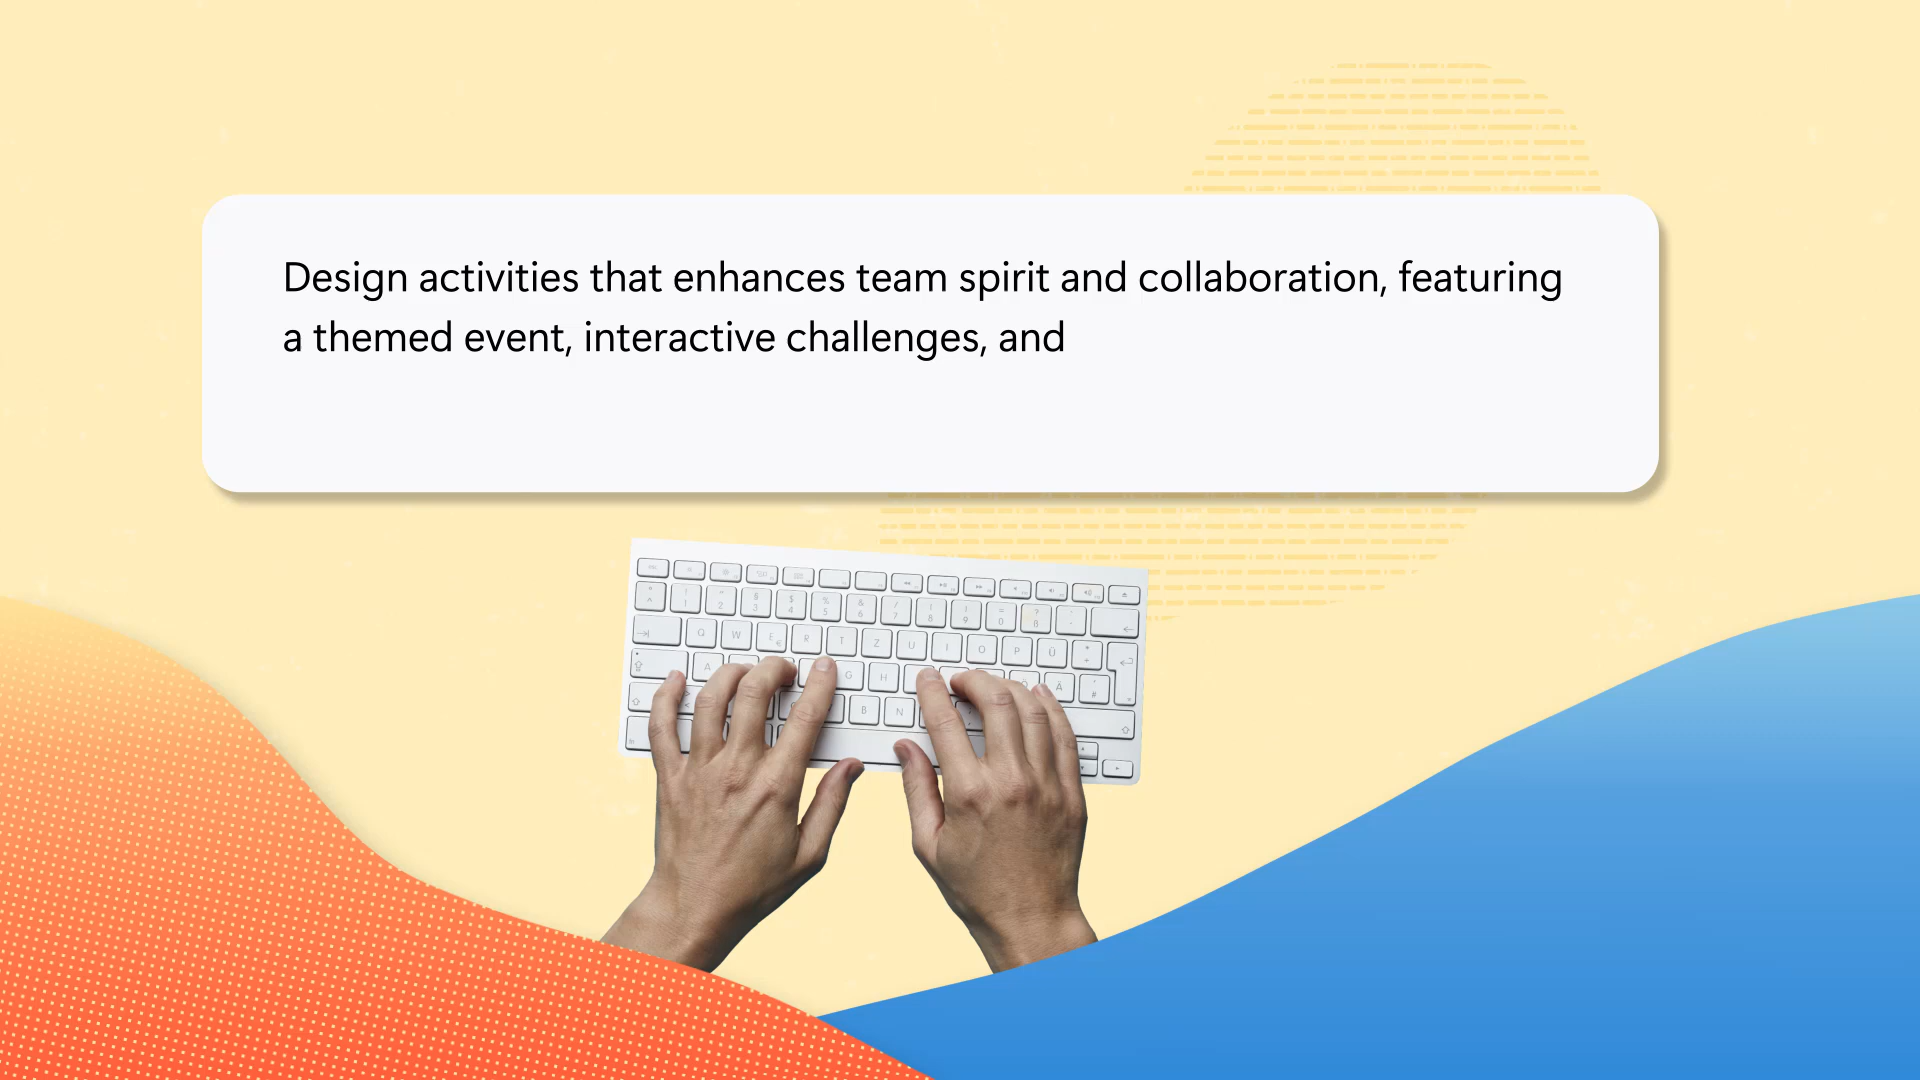 Design activities that enhances team spirit and collaboration, featuring
a themed event, interactive challenges, and